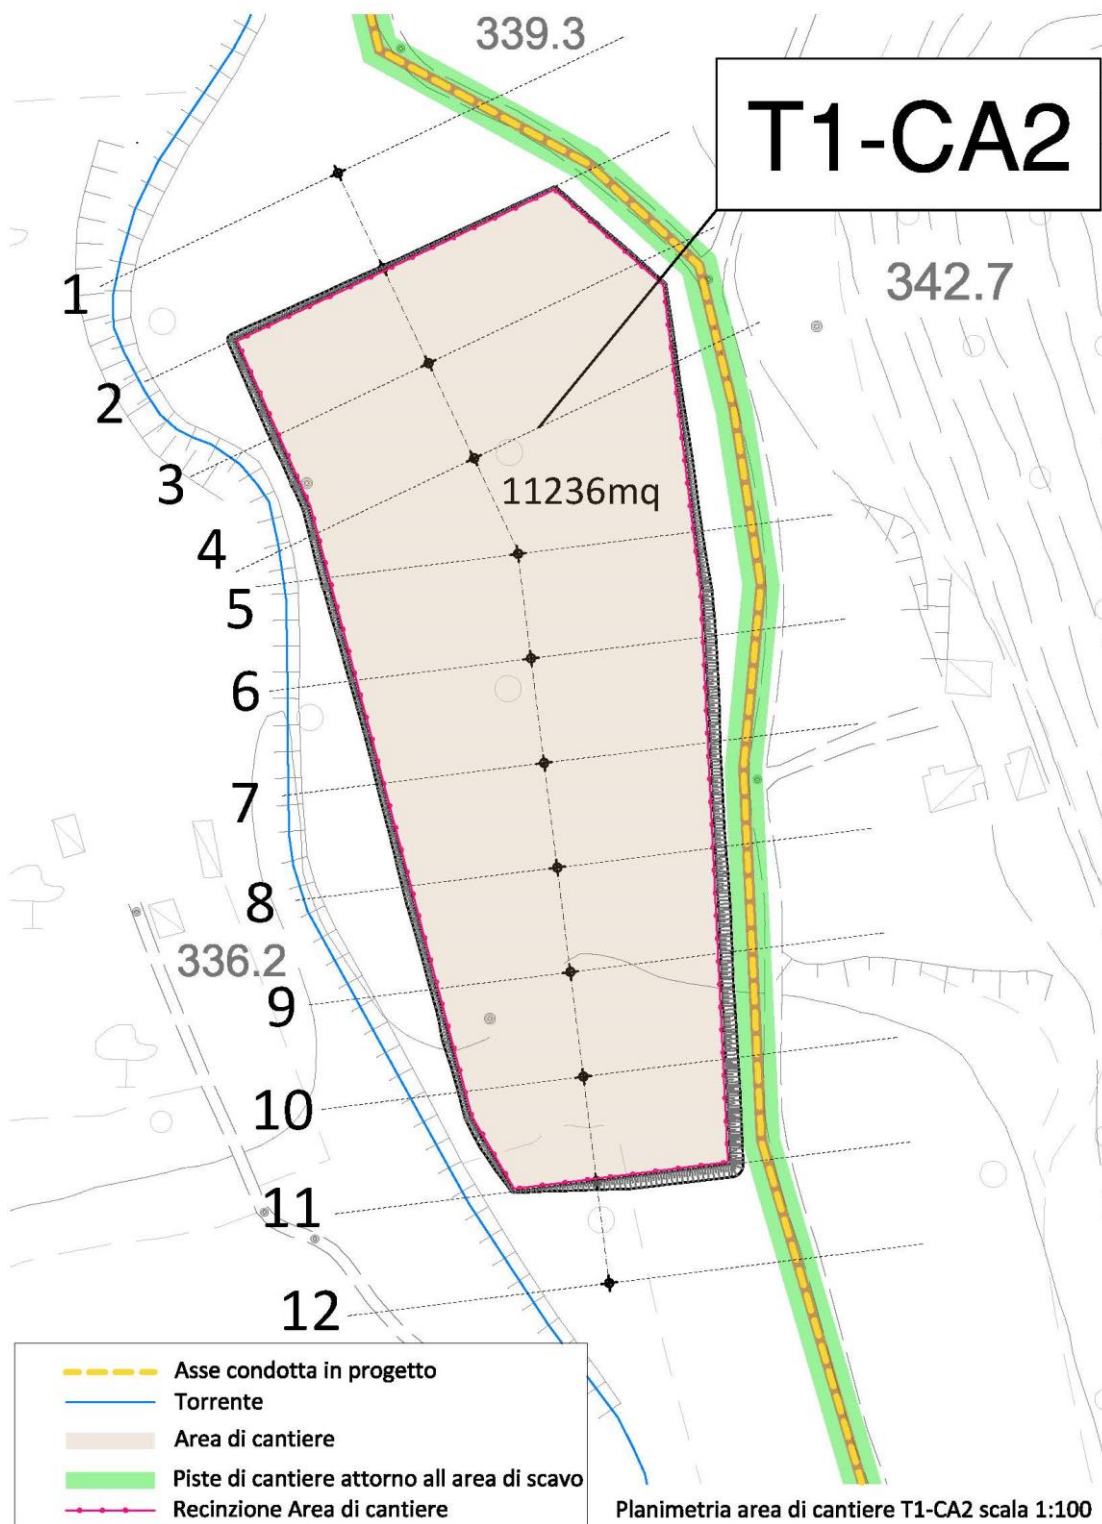 339.3
T1-CA2
342.7
1
2
3
11236mq
4
5
6
7
8
336.2
9
10
11
12
Asse condotta in progetto
Torrente
Area di cantiere
Piste di cantiere attorno all area di scavo
Recinzione Area di cantiere
Planimetria area di cantiere T1-CA2 scala 1:100